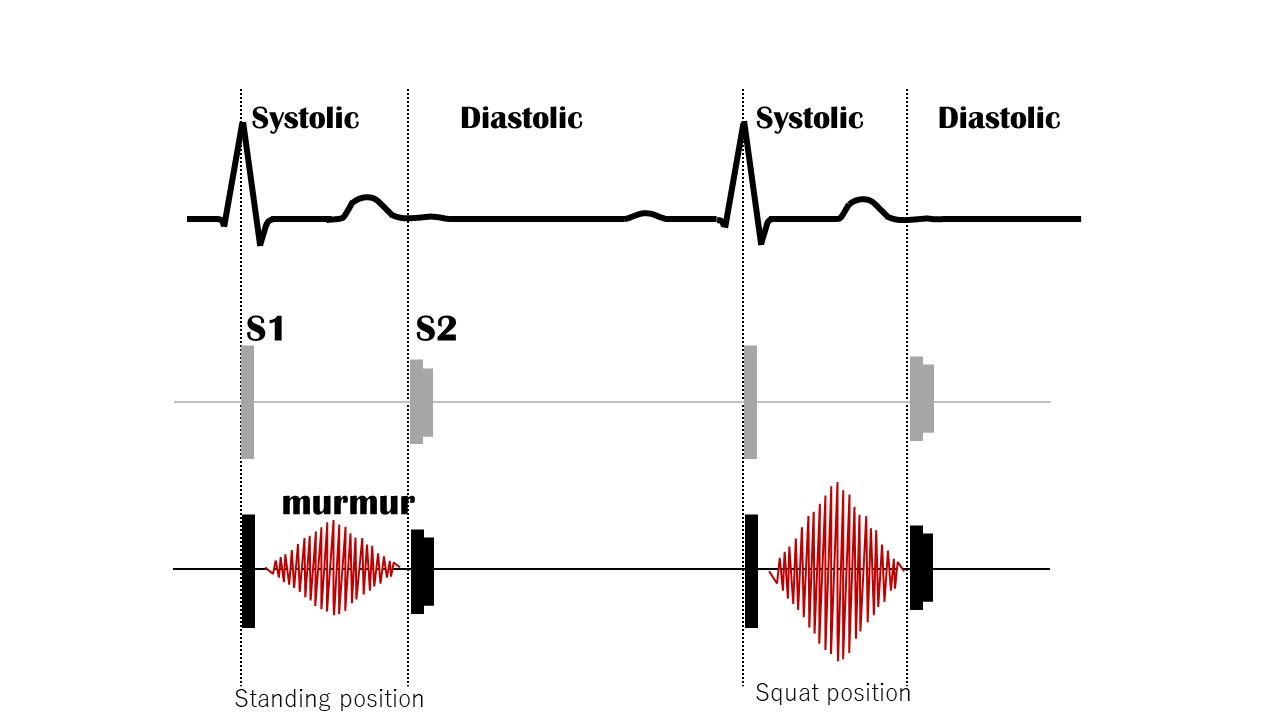 Systolic
Diastolic
Systolic
Diastolic
S1
S2
murmur
Standing position
Squat position